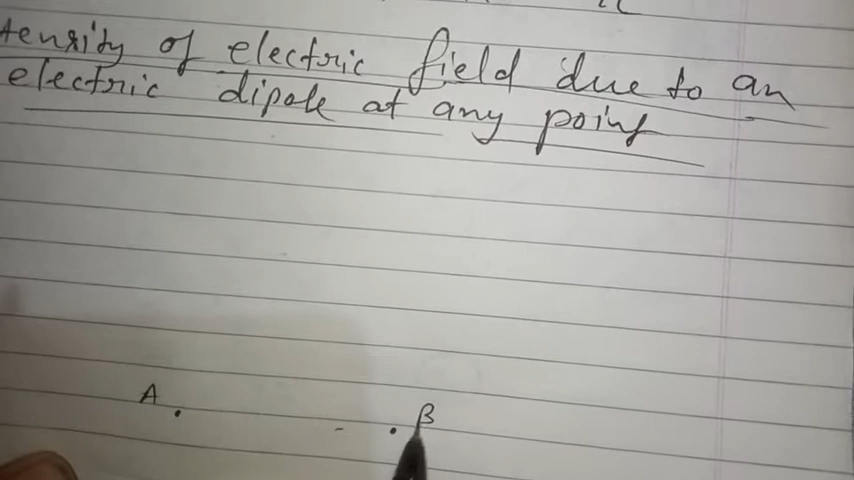 tensity of electric field due to an
electric dipole at any point
A
B